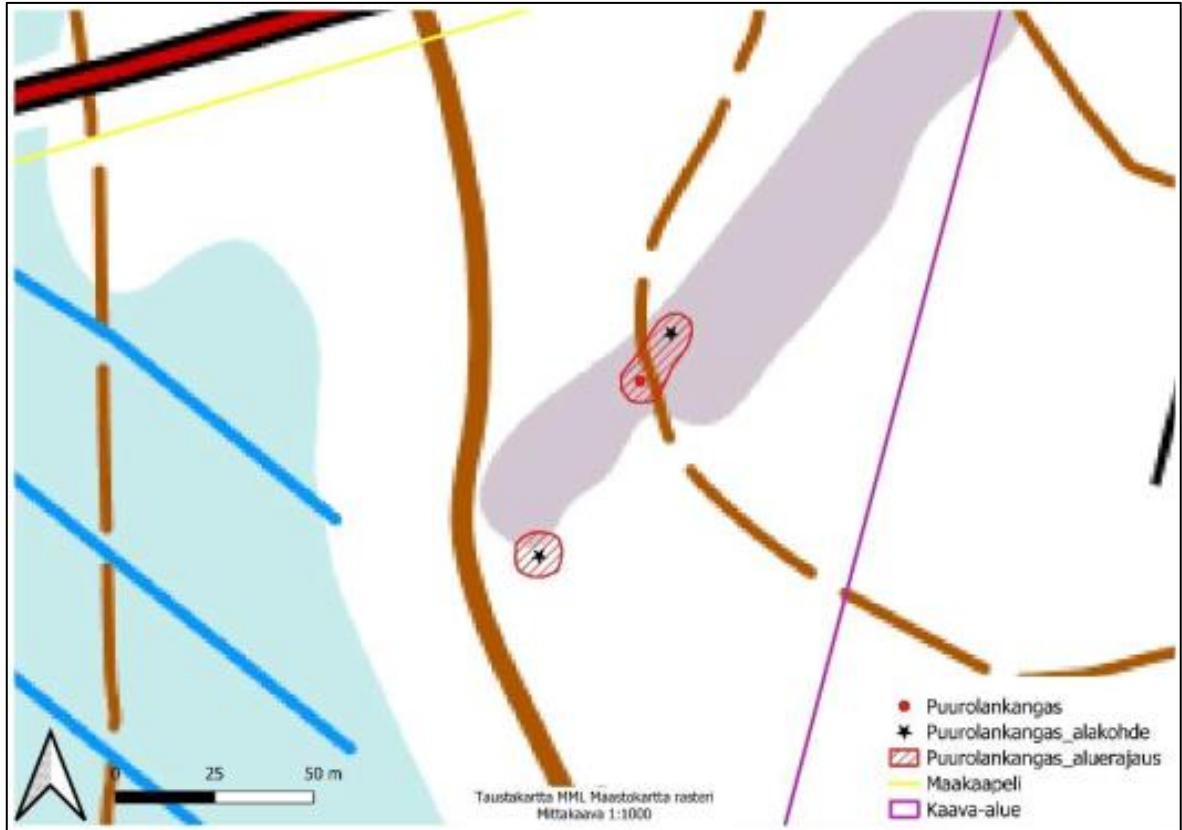 Puurolankangas
Puurolankangas_alakohde
Puurolankangas_aluerajaus
Maakaapeli
Kaava-alue
0 25 50 m
Taustakartta MML Maastokartta rasteri
Mittakaava 1:1000